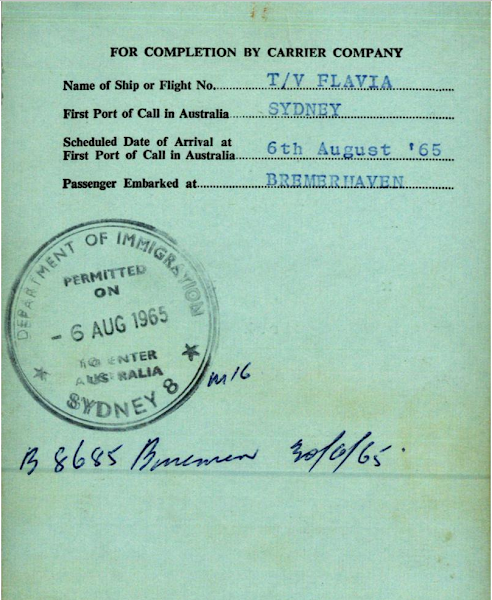 FOR COMPLETION BY CARRIER COMPANY
Name of Ship or Flight No. T/V FLAVIA
First Port of Call in Australia SYDNEY
Scheduled Date of Arrival at
First Port of Call in Australia 6th August '65
Passenger Embarked at BREMERHAVEN
DEPARTMENT OF IMMIGRATION
PERMITTED
ON
- 6 AUG 1965
TO ENTER
AUSTRALIA
SYDNEY 8
M16
B 8685 Bremen 30/6/65.